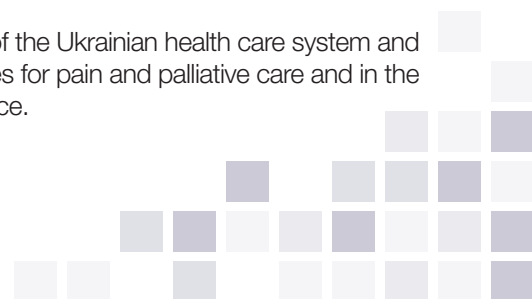 of the Ukrainian health care system and
es for pain and palliative care and in the
ce.